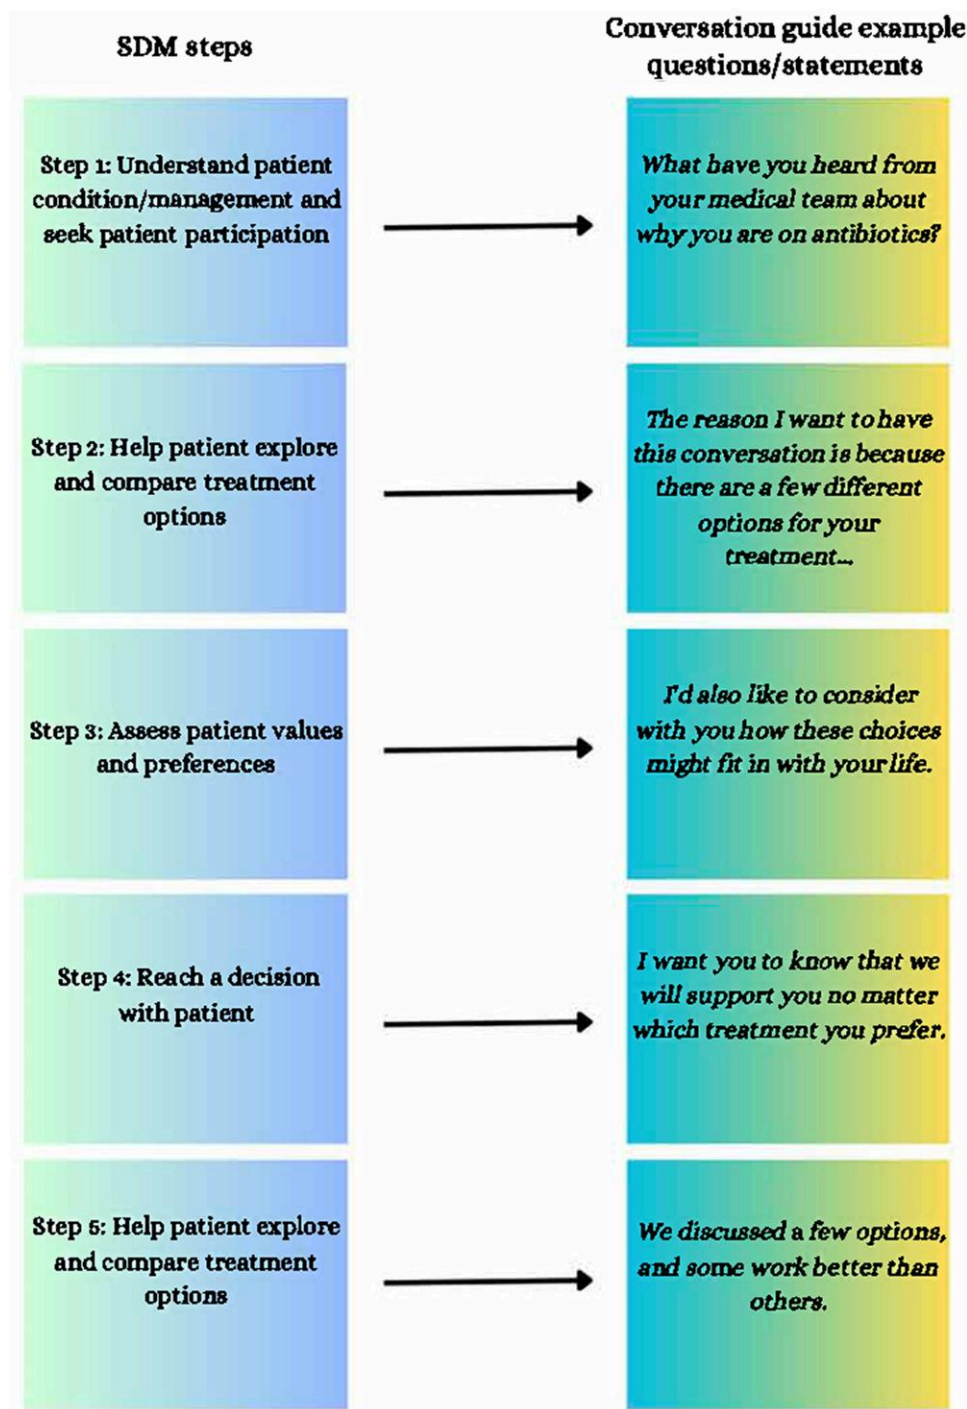 SDM steps
Conversation guide example
questions/statements
Step 1: Understand patient
condition/management and
seek patient participation
What have you heard from
your medical team about
why you are on antibiotics?
Step 2: Help patient explore
and compare treatment
options
The reason I want to have
this conversation is because
there are a few different
options for your
treatment...
Step 3: Assess patient values
and preferences
I'd also like to consider
with you how these choices
might fit in with your life.
Step 4: Reach a decision
with patient
I want you to know that we
will support you no matter
which treatment you prefer.
Step 5: Help patient explore
and compare treatment
options
We discussed a few options,
and some work better than
others.